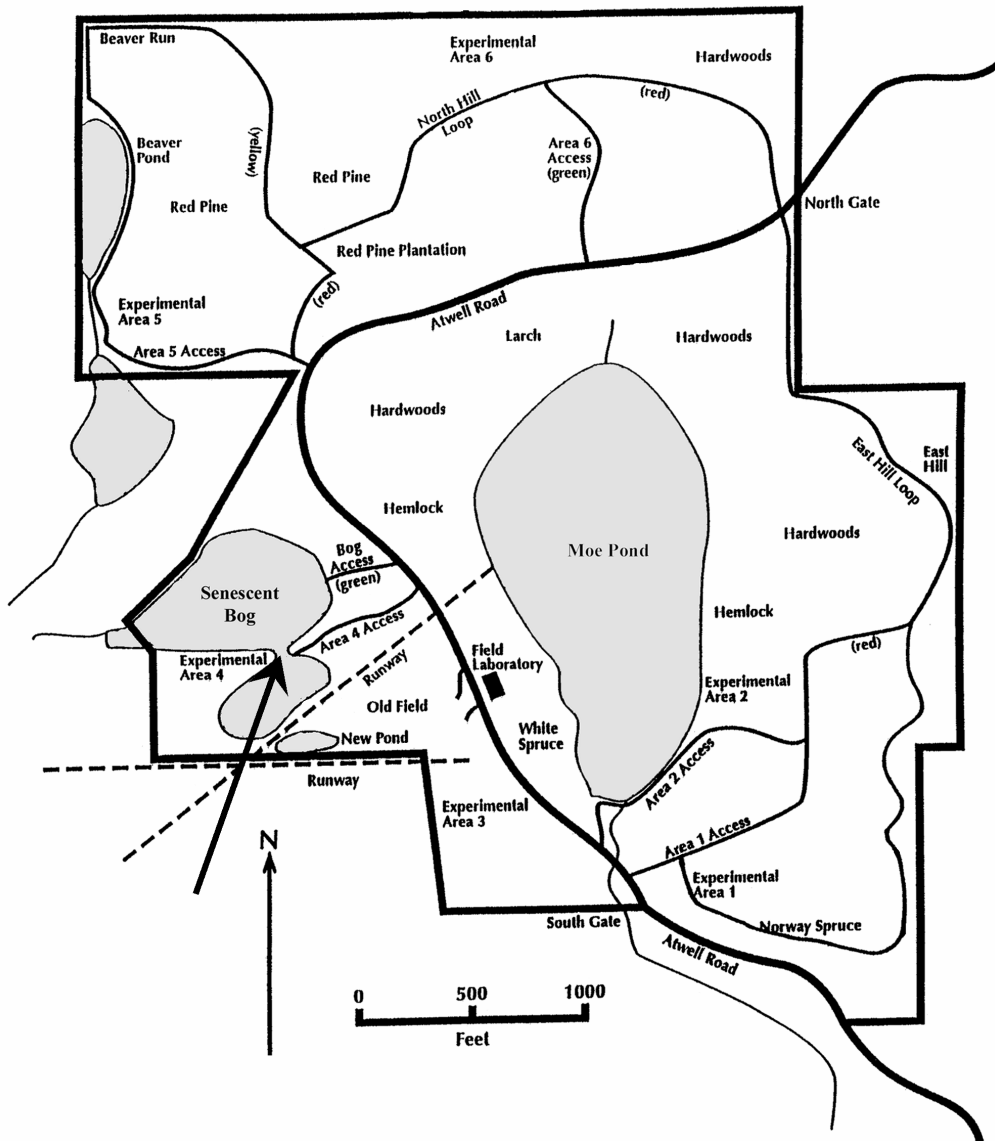 Beaver Run
Experimental
Area 6
Hardwoods
North Hill
Loop
(red)
Beaver
Pond
(yellow)
Red Pine
Area 6
Access
(green)
Red Pine
North Gate
Red Pine Plantation
(red)
Experimental
Area 5
Atwell Road
Area 5 Access
Larch
Hardwoods
Hardwoods
East Hill Loop
East
Hill
Hemlock
Hardwoods
Bog
Access
(green)
Moe Pond
Senescent
Bog
Hemlock
Area 4 Access
(red)
Experimental
Area 4
Runway
Field
Laboratory
Experimental
Area 2
Old Field
White
Spruce
New Pond
Runway
Area 2 Access
Experimental
Area 3
Area 1 Access
N
Experimental
Area 1
South Gate
Norway Spruce
Atwell Road
0 500 1000
Feet